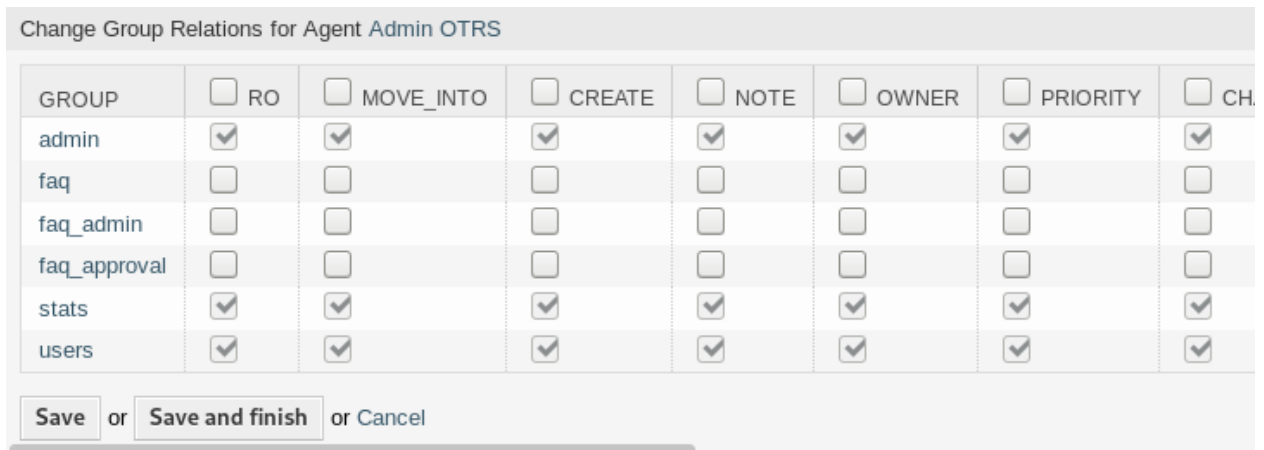 Change Group Relations for Agent Admin OTRS
GROUP RO MOVE_INTO CREATE NOTE OWNER PRIORITY
admin
faq
faq_admin
faq_approval
stats
users
Save or Save and finish or Cancel